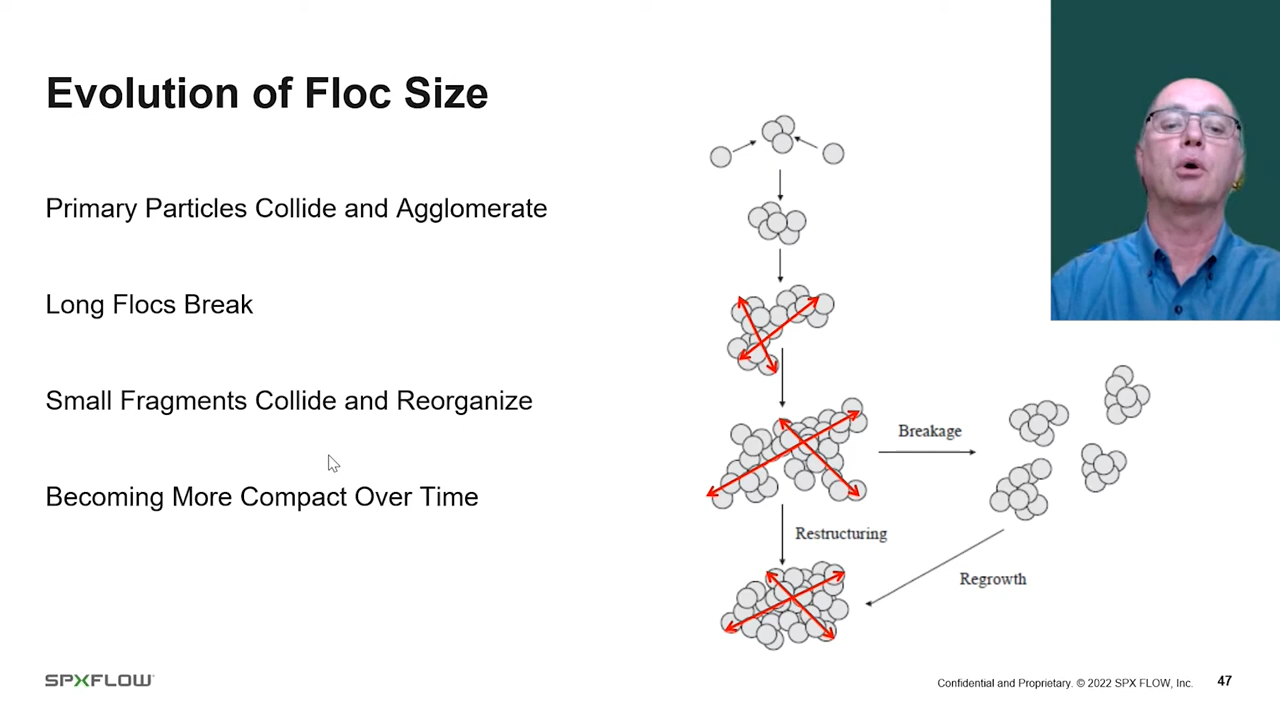 Evolution of Floc Size
Primary Particles Collide and Agglomerate
Long Flocs Break
Small Fragments Collide and Reorganize
Becoming More Compact Over Time
Breakage
Restructuring
Regrowth
SPXFLOW
Confidential and Proprietary. © 2022 SPX FLOW, Inc.
47